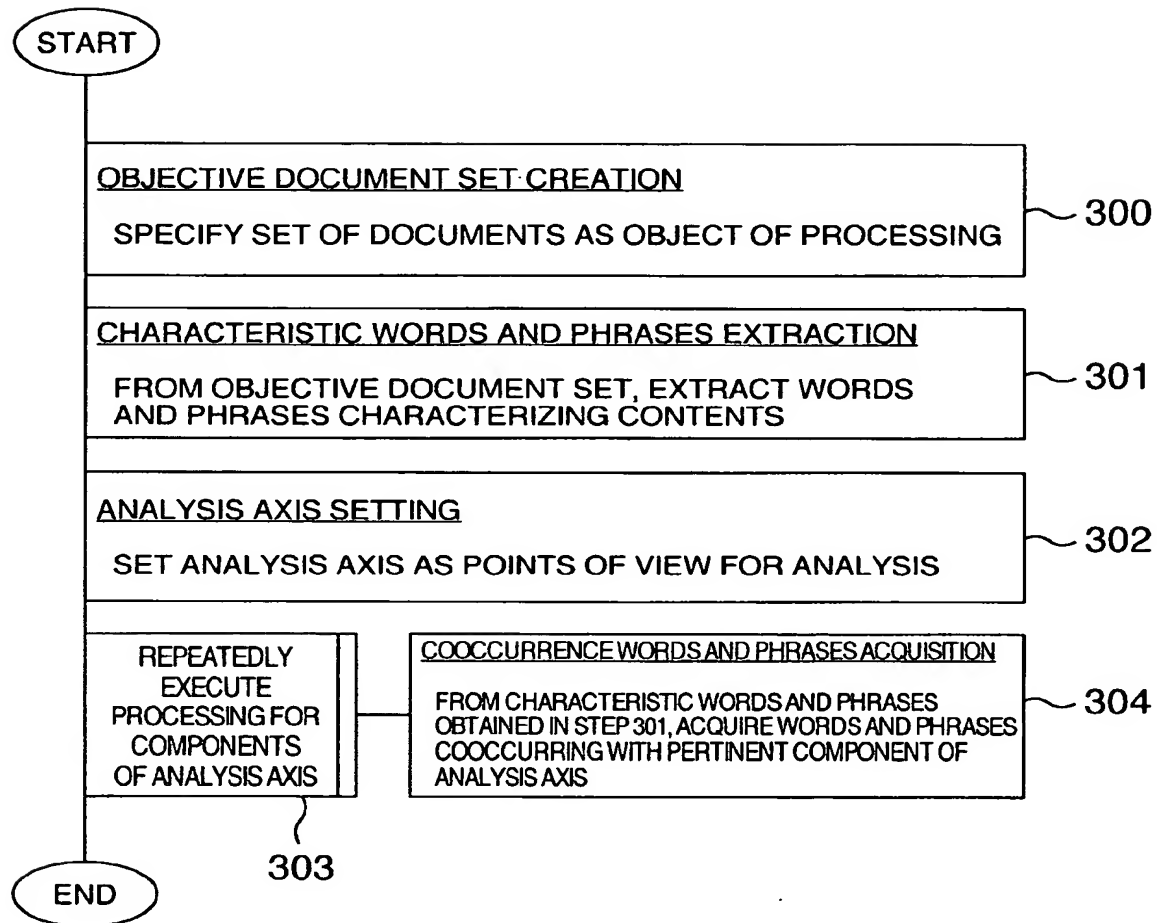 START
OBJECTIVE DOCUMENT SET CREATION
SPECIFY SET OF DOCUMENTS AS OBJECT OF PROCESSING
300
CHARACTERISTIC WORDS AND PHRASES EXTRACTION
FROM OBJECTIVE DOCUMENT SET, EXTRACT WORDS
AND PHRASES CHARACTERIZING CONTENTS
301
ANALYSIS AXIS SETTING
SET ANALYSIS AXIS AS POINTS OF VIEW FOR ANALYSIS
302
REPEATEDLY
EXECUTE
PROCESSING FOR
COMPONENTS
OF ANALYSIS AXIS
303
COOCCURRENCE WORDS AND PHRASES ACQUISITION
FROM CHARACTERISTIC WORDS AND PHRASES
OBTAINED IN STEP 301, ACQUIRE WORDS AND PHRASES
COOCCURRING WITH PERTINENT COMPONENT OF
ANALYSIS AXIS
304
END